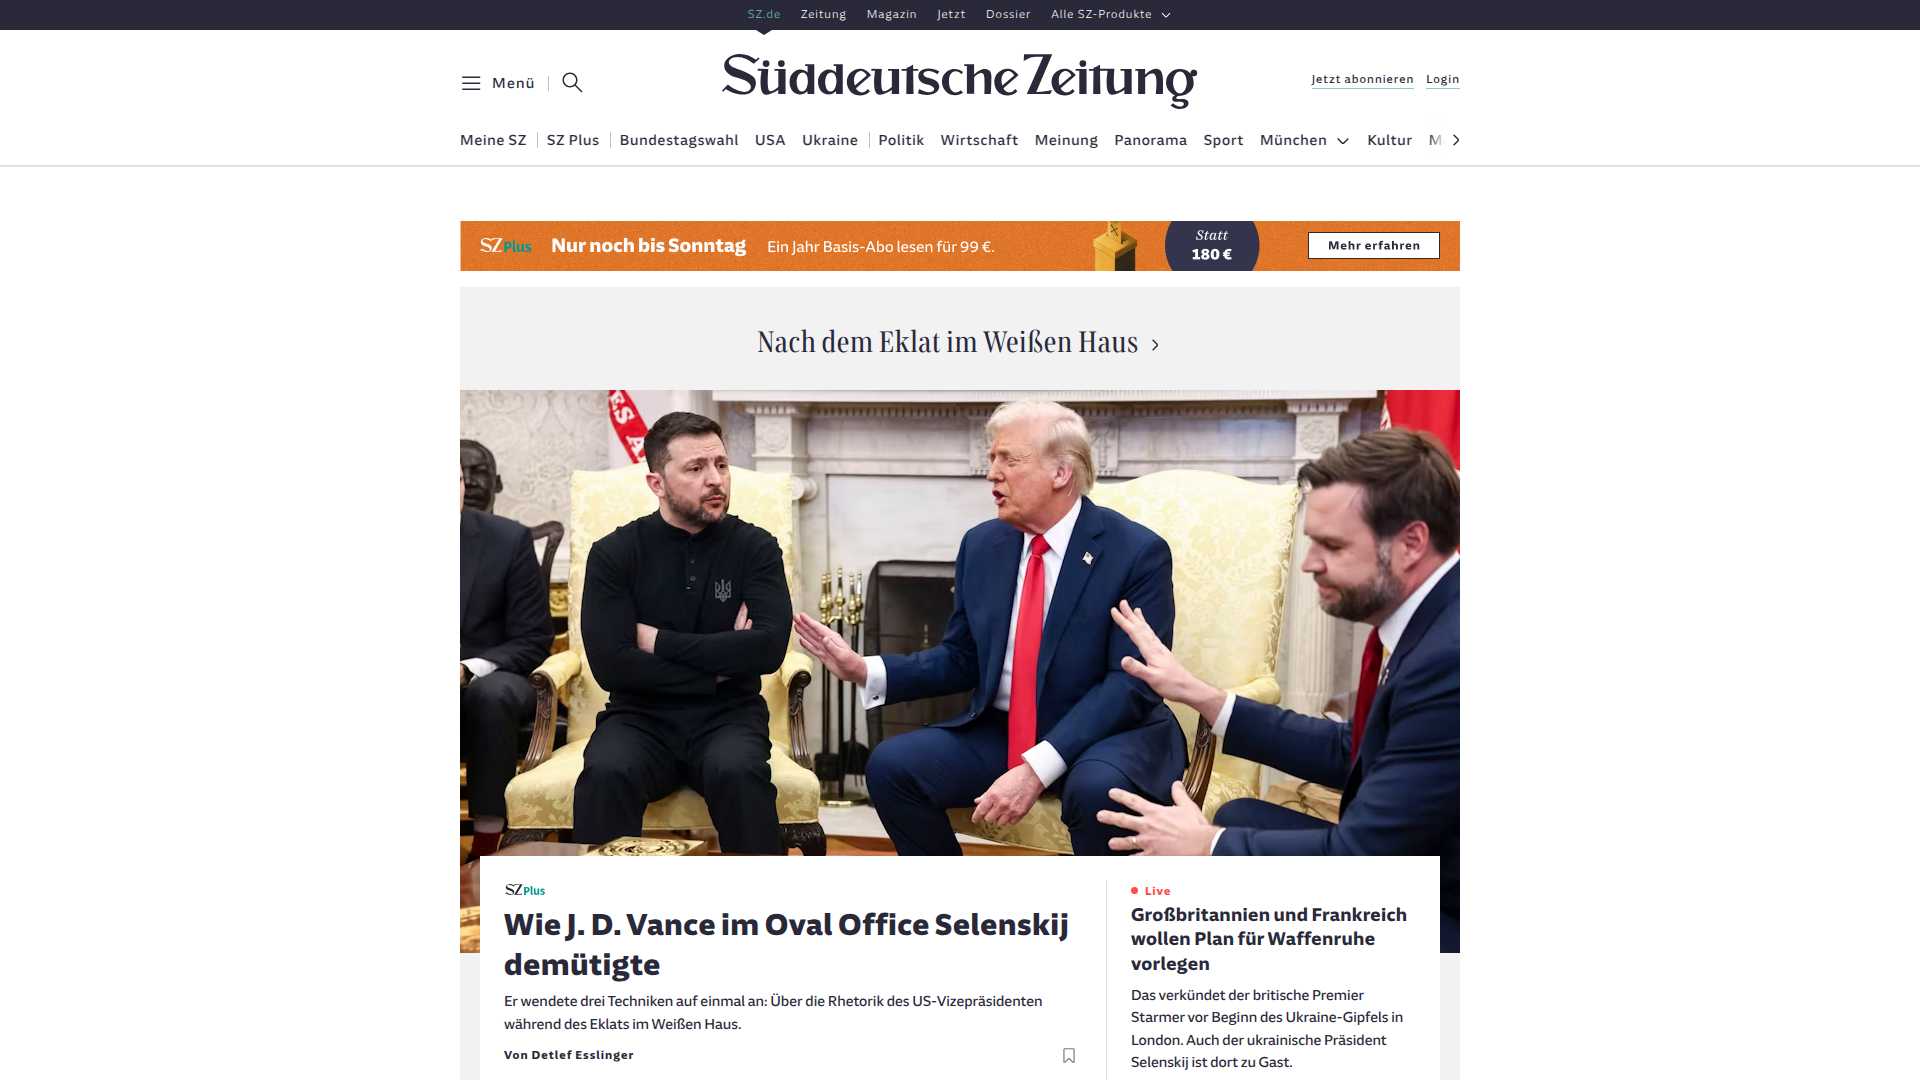 SZ.de Zeitung Magazin Jetzt Dossier Alle SZ-Produkte
Menü
Süddeutsche Zeitung
Jetzt abonnieren Login
Meine SZ SZ Plus Bundestagswahl USA Ukraine Politik Wirtschaft Meinung Panorama Sport München Kultur M
SZ Plus Nur noch bis Sonntag Ein Jahr Basis-Abo lesen für 99 €.
Statt
180 €
Mehr erfahren
Nach dem Eklat im Weißen Haus
ES A
SZ Plus
Wie J. D. Vance im Oval Office Selenskij
demütigte
Er wendete drei Techniken auf einmal an: Über die Rhetorik des US-Vizepräsidenten
während des Eklats im Weißen Haus.
Von Detlef Esslinger
Live
Großbritannien und Frankreich
wollen Plan für Waffenruhe
vorlegen
Das verkündet der britische Premier
Starmer vor Beginn des Ukraine-Gipfels in
London. Auch der ukrainische Präsident
Selenskij ist dort zu Gast.